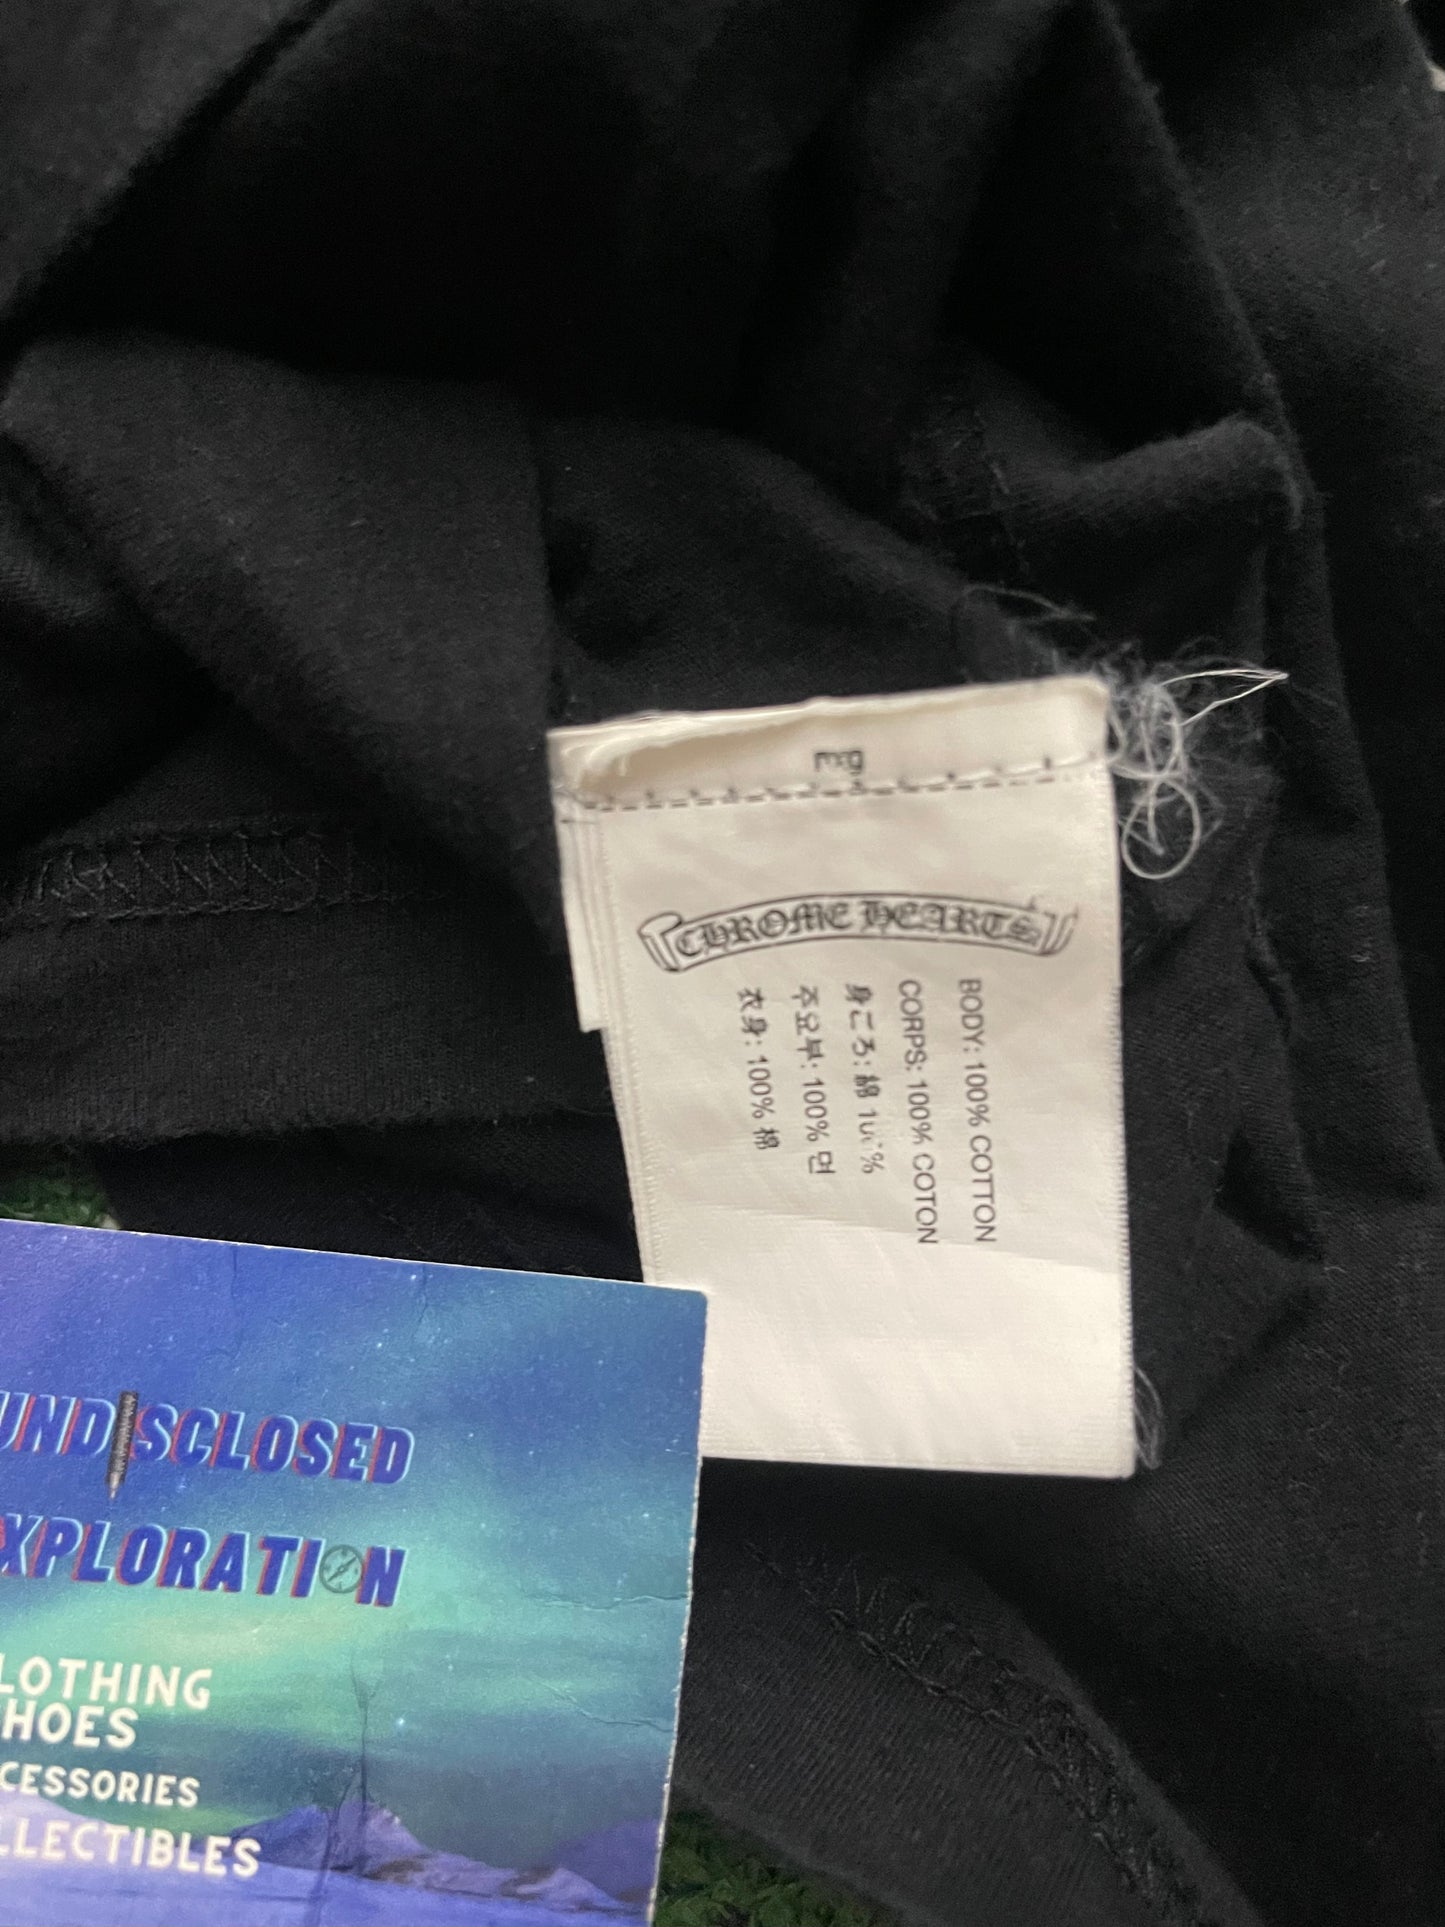 CHROME HEARTS
BODY: 100% COTTON
CORPS: 100% COTON
身ごろ: 綿 100%
주요부: 100% 면
衣身: 100% 棉
UNDISCLOSED
XPLORATION
LOTHING
HOES
CESSORIES
LLECTIBLES